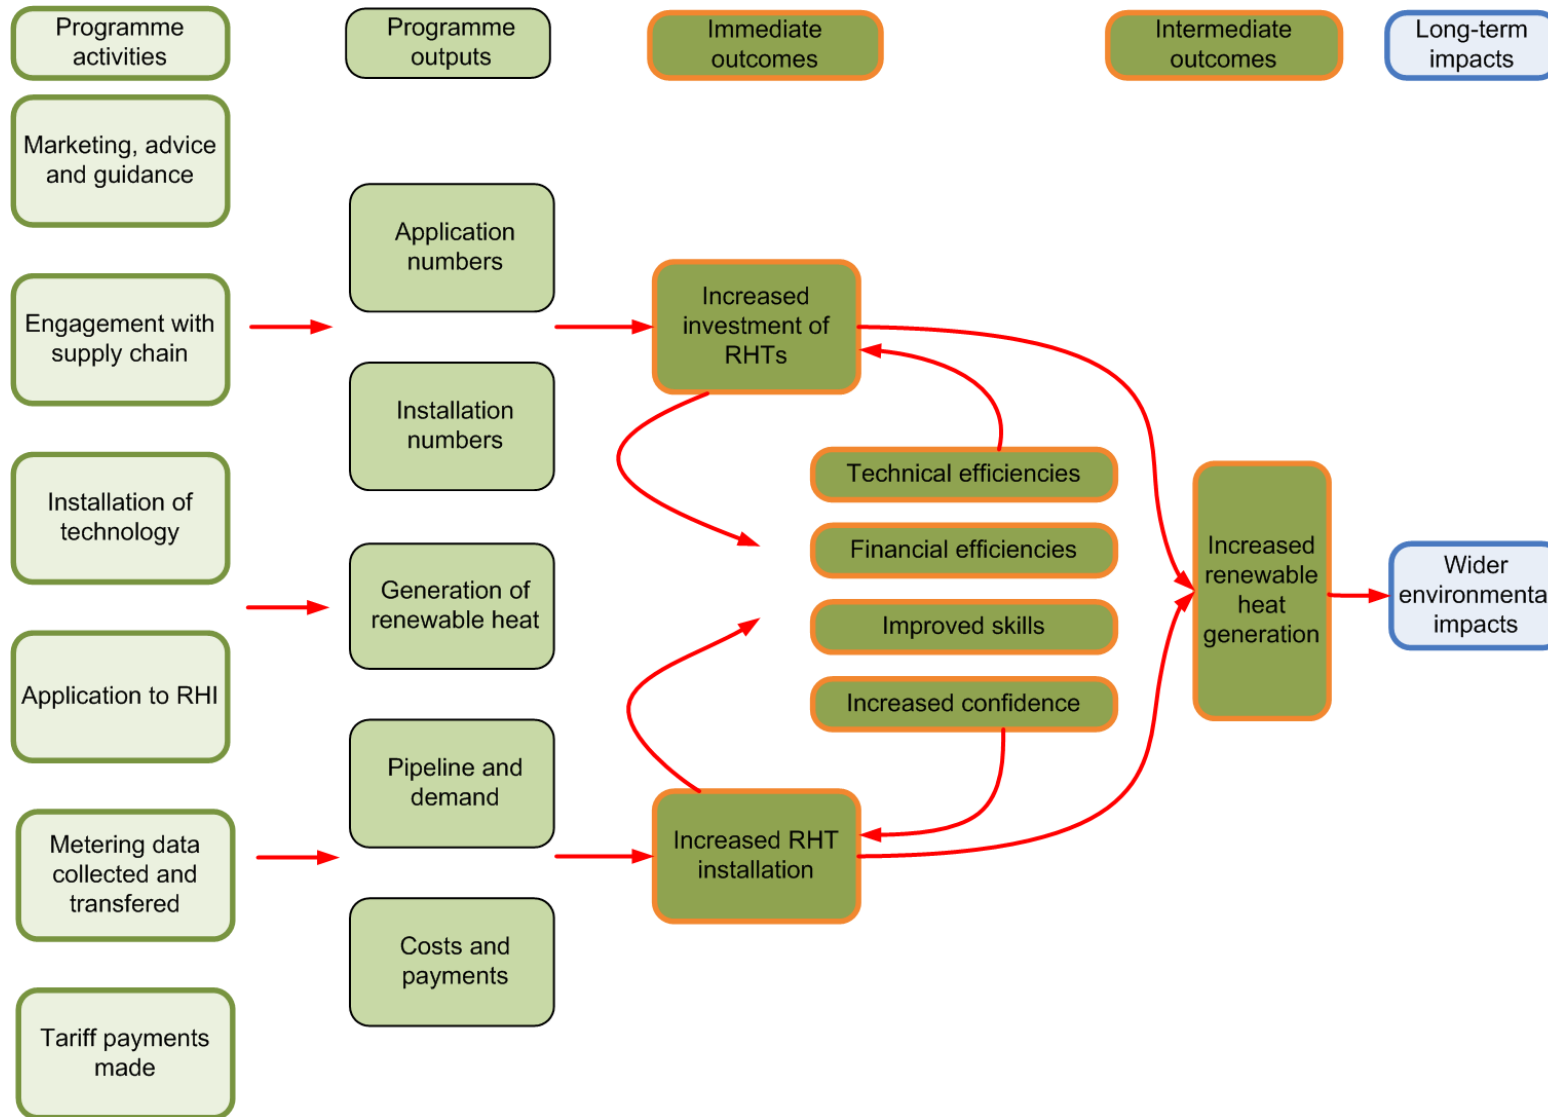 Programme
activities
Programme
outputs
Immediate
outcomes
Intermediate
outcomes
Long-term
impacts
Marketing, advice
and guidance
Engagement with
supply chain
Installation of
technology
Application to RHI
Metering data
collected and
transfered
Tariff payments
made
Application
numbers
Installation
numbers
Generation of
renewable heat
Pipeline and
demand
Costs and
payments
Increased
investment of
RHTs
Technical efficiencies
Financial efficiencies
Improved skills
Increased confidence
Increased RHT
installation
Increased
renewable
heat
generation
Wider
environmenta
impacts